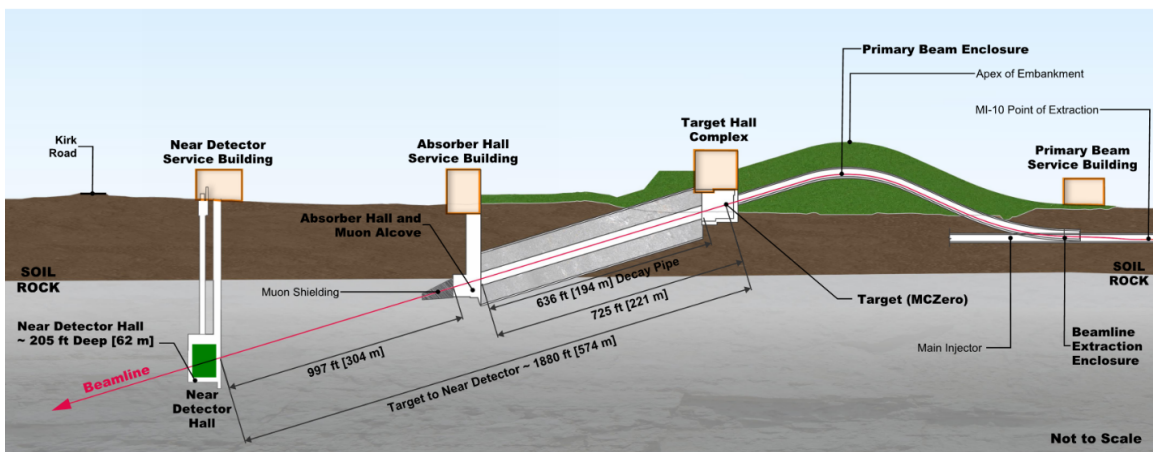 Primary Beam Enclosure
Apex of Embankment
MI-10 Point of Extraction
Kirk
Road
Near Detector
Service Building
Absorber Hall
Service Building
Target Hall
Complex
Primary Beam
Service Building
Absorber Hall and
Muon Alcove
SOIL
ROCK
Muon Shielding
636 ft [194 m] Decay Pipe
725 ft [221 m]
Target (MCZero)
SOIL
ROCK
Near Detector Hall
~ 205 ft Deep [62 m]
997 ft [304 m]
Target to Near Detector ~ 1880 ft [574 m]
Main Injector
Beamline
Extraction
Enclosure
Beamline
Near
Detector
Hall
Not to Scale